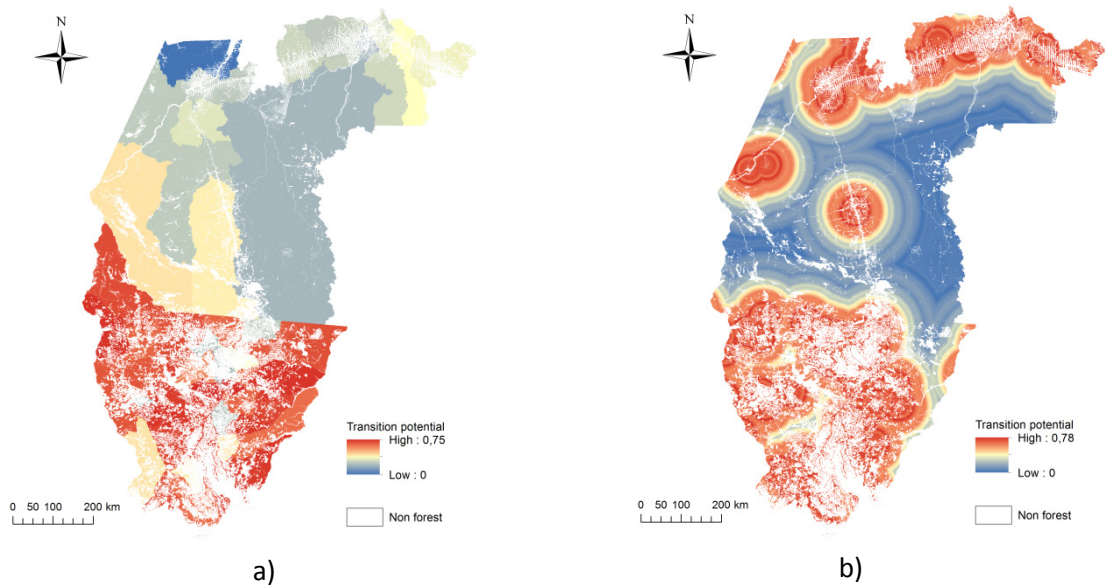 N
Transition potential
High : 0,75
Low : 0
Non forest
0 50 100 200 km
a)
N
Transition potential
High : 0,78
Low : 0
Non forest
0 50 100 200 km
b)